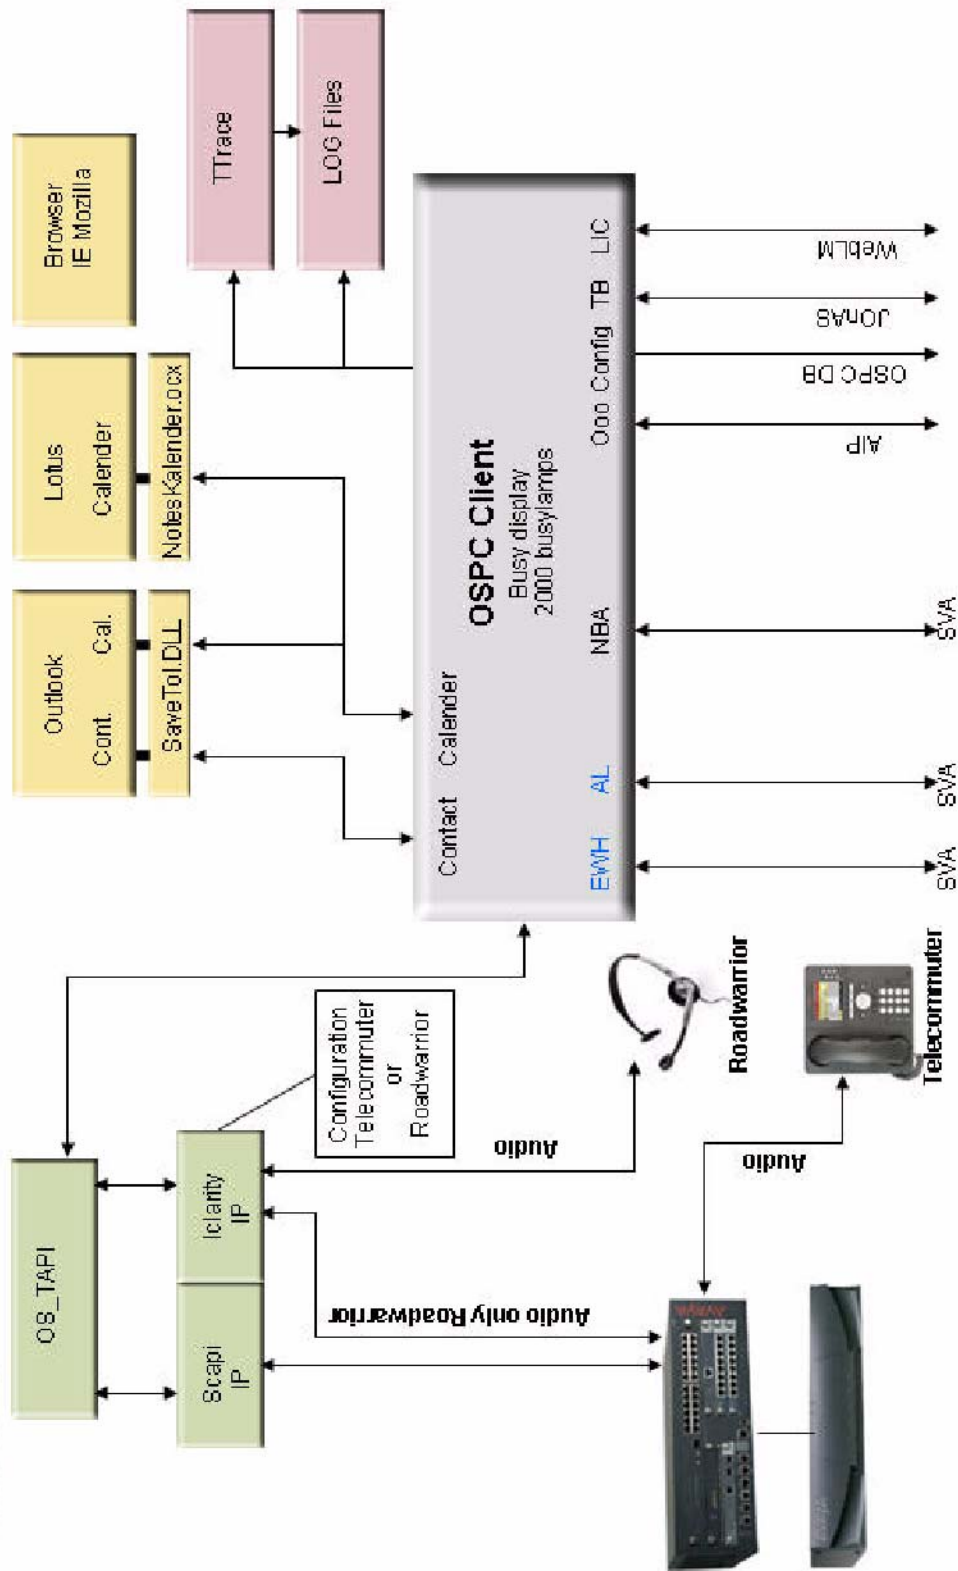 OS_TAPI
Scapi
IP
Iclarity
IP
Configuration
Telecommuter
or
Roadwarrior
Outlook
Cont. Cal.
SaveTol.DLL
Lotus
Calender
NotesKalender.ocx
Browser
IE Mozilla
TTrace
LOG Files
Contact Calender
OSPC Client
Busy display
2000 busylamps
EWH AL NBA Ooo Config TB LIC
SVA
SVA
SVA
AIP
OSPC DB
JOnAS
WebLM
Audio only Roadwarrior
Audio
Audio
Roadwarrior
Telecommuter
AVAYA